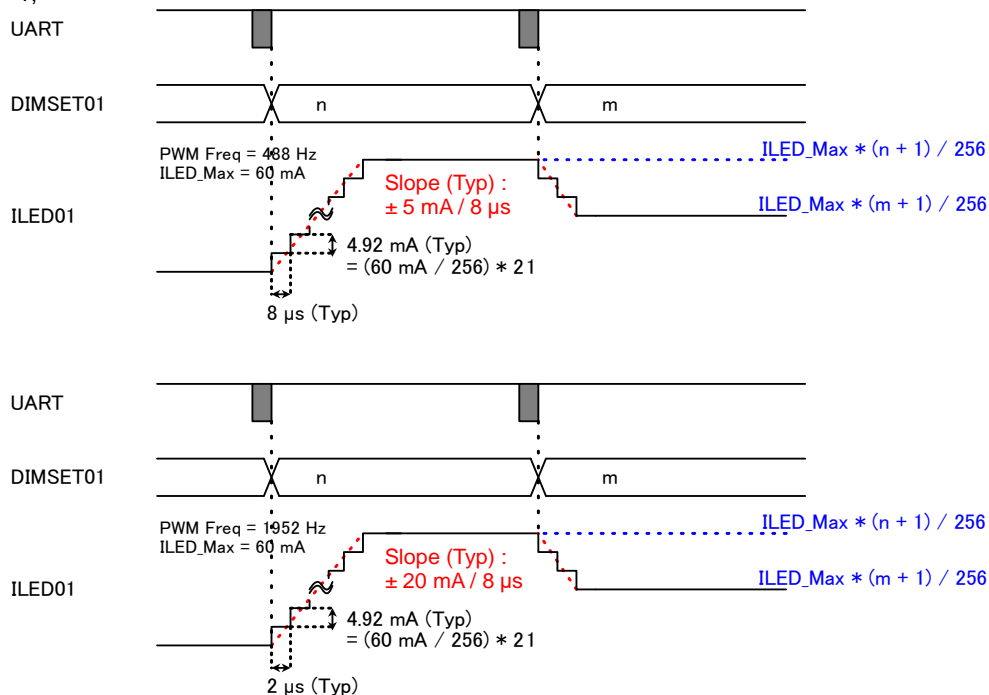 UART
DIMSET01
n
m
PWM Freq = 488 Hz
ILED_Max = 60 mA
ILED_Max * (n + 1) / 256
Slope (Typ) :
± 5 mA / 8 µs
ILED_Max * (m + 1) / 256
ILED01
4.92 mA (Typ)
= (60 mA / 256) * 21
8 µs (Typ)
UART
DIMSET01
n
m
PWM Freq = 1952 Hz
ILED_Max = 60 mA
ILED_Max * (n + 1) / 256
Slope (Typ) :
± 20 mA / 8 µs
ILED_Max * (m + 1) / 256
ILED01
4.92 mA (Typ)
= (60 mA / 256) * 21
2 µs (Typ)